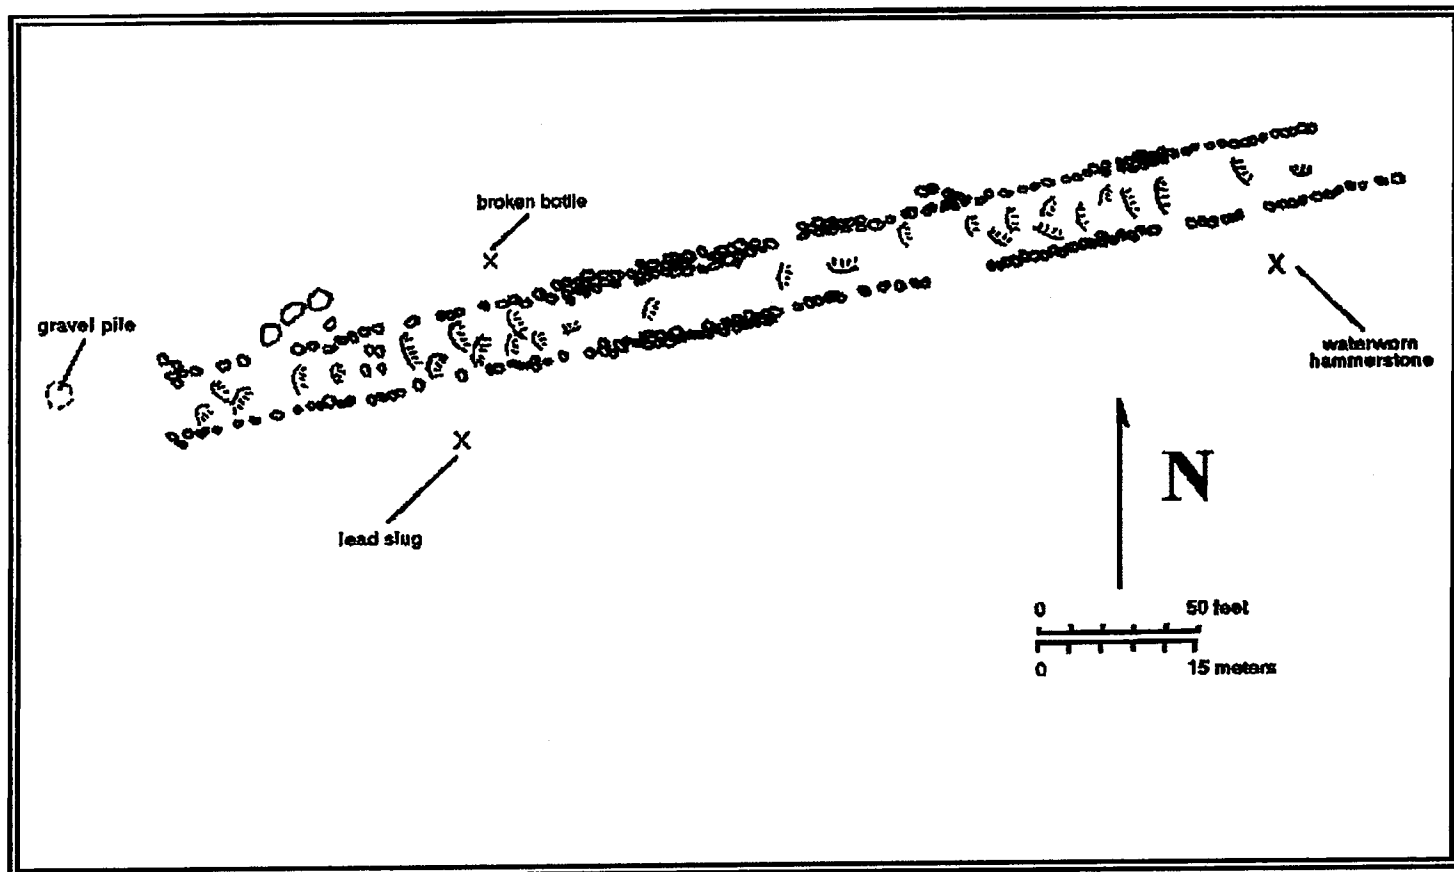 broken bottle
gravel pile
waterworn
hammerstone
lead slug
N
0 50 feet
0 15 meters